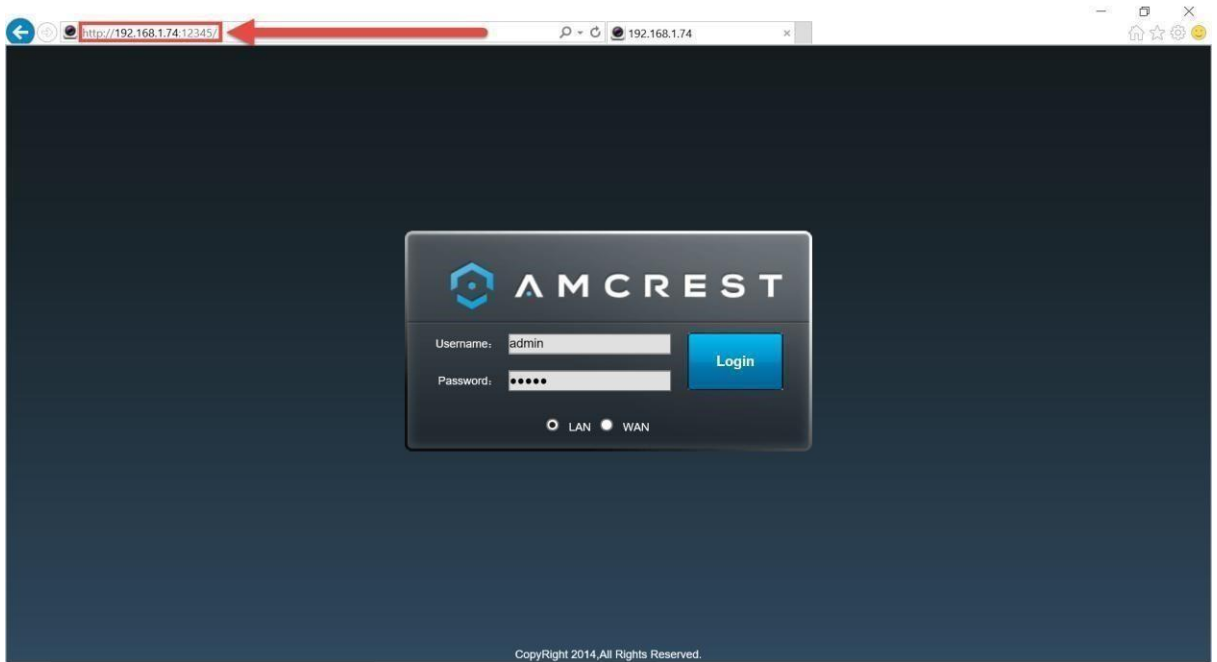 http://192.168.1.74:12345/
192.168.1.74
AMCREST
Username:
admin
Login
Password:
LAN
WAN
CopyRight 2014,All Rights Reserved.